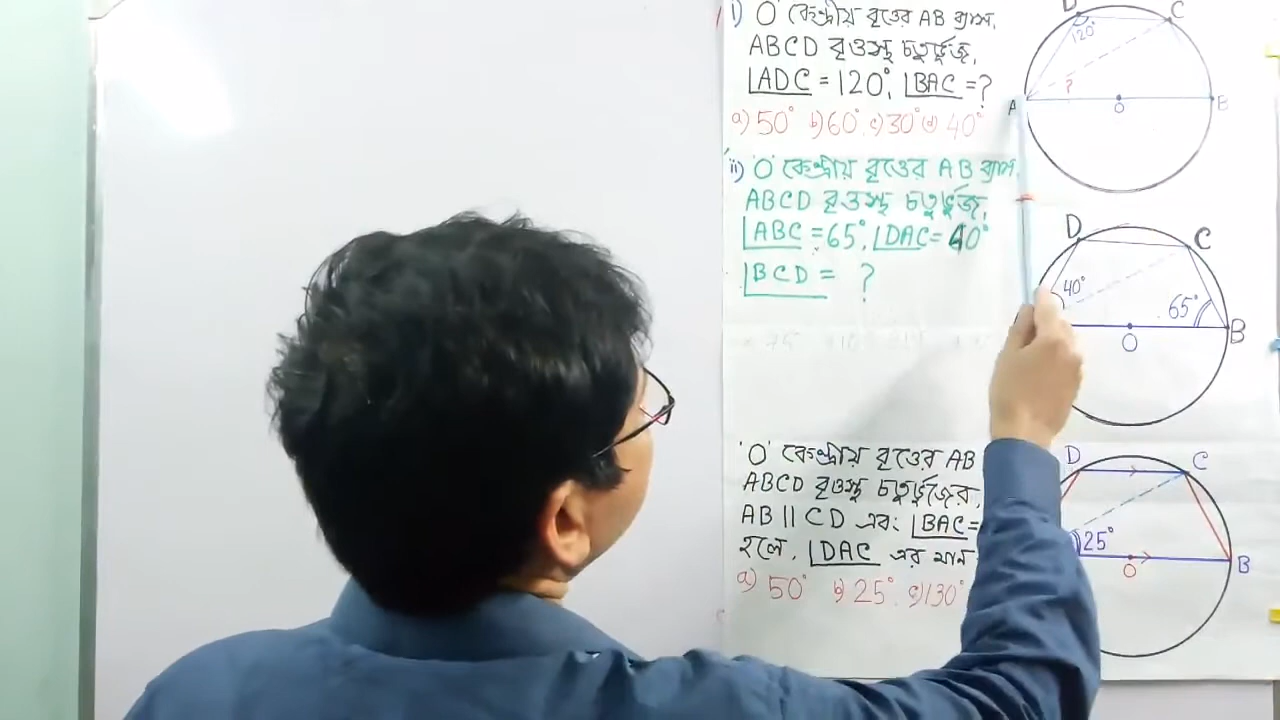 i) 'O' কেন্দ্রীয় বৃত্তের AB ব্যাস,
ABCD বৃত্তস্থ চতুর্ভুজ,
∠ADC = 120°, ∠BAC = ?
a) 50° b) 60° c) 30° d) 40°
D C
120°
?
A O B
ii) 'O' কেন্দ্রীয় বৃত্তের AB ব্যাস,
ABCD বৃত্তস্থ চতুর্ভুজ,
∠ABC = 65°, ∠DAC = 40°
∠BCD = ?
D C
40° 65°
O B
'O' কেন্দ্রীয় বৃত্তের AB
ABCD বৃত্তস্থ চতুর্ভুজের,
AB || CD এবং ∠BAC =
হলে, ∠DAC এর মান
a) 50° b) 25° c) 130°
D C
25°
O B